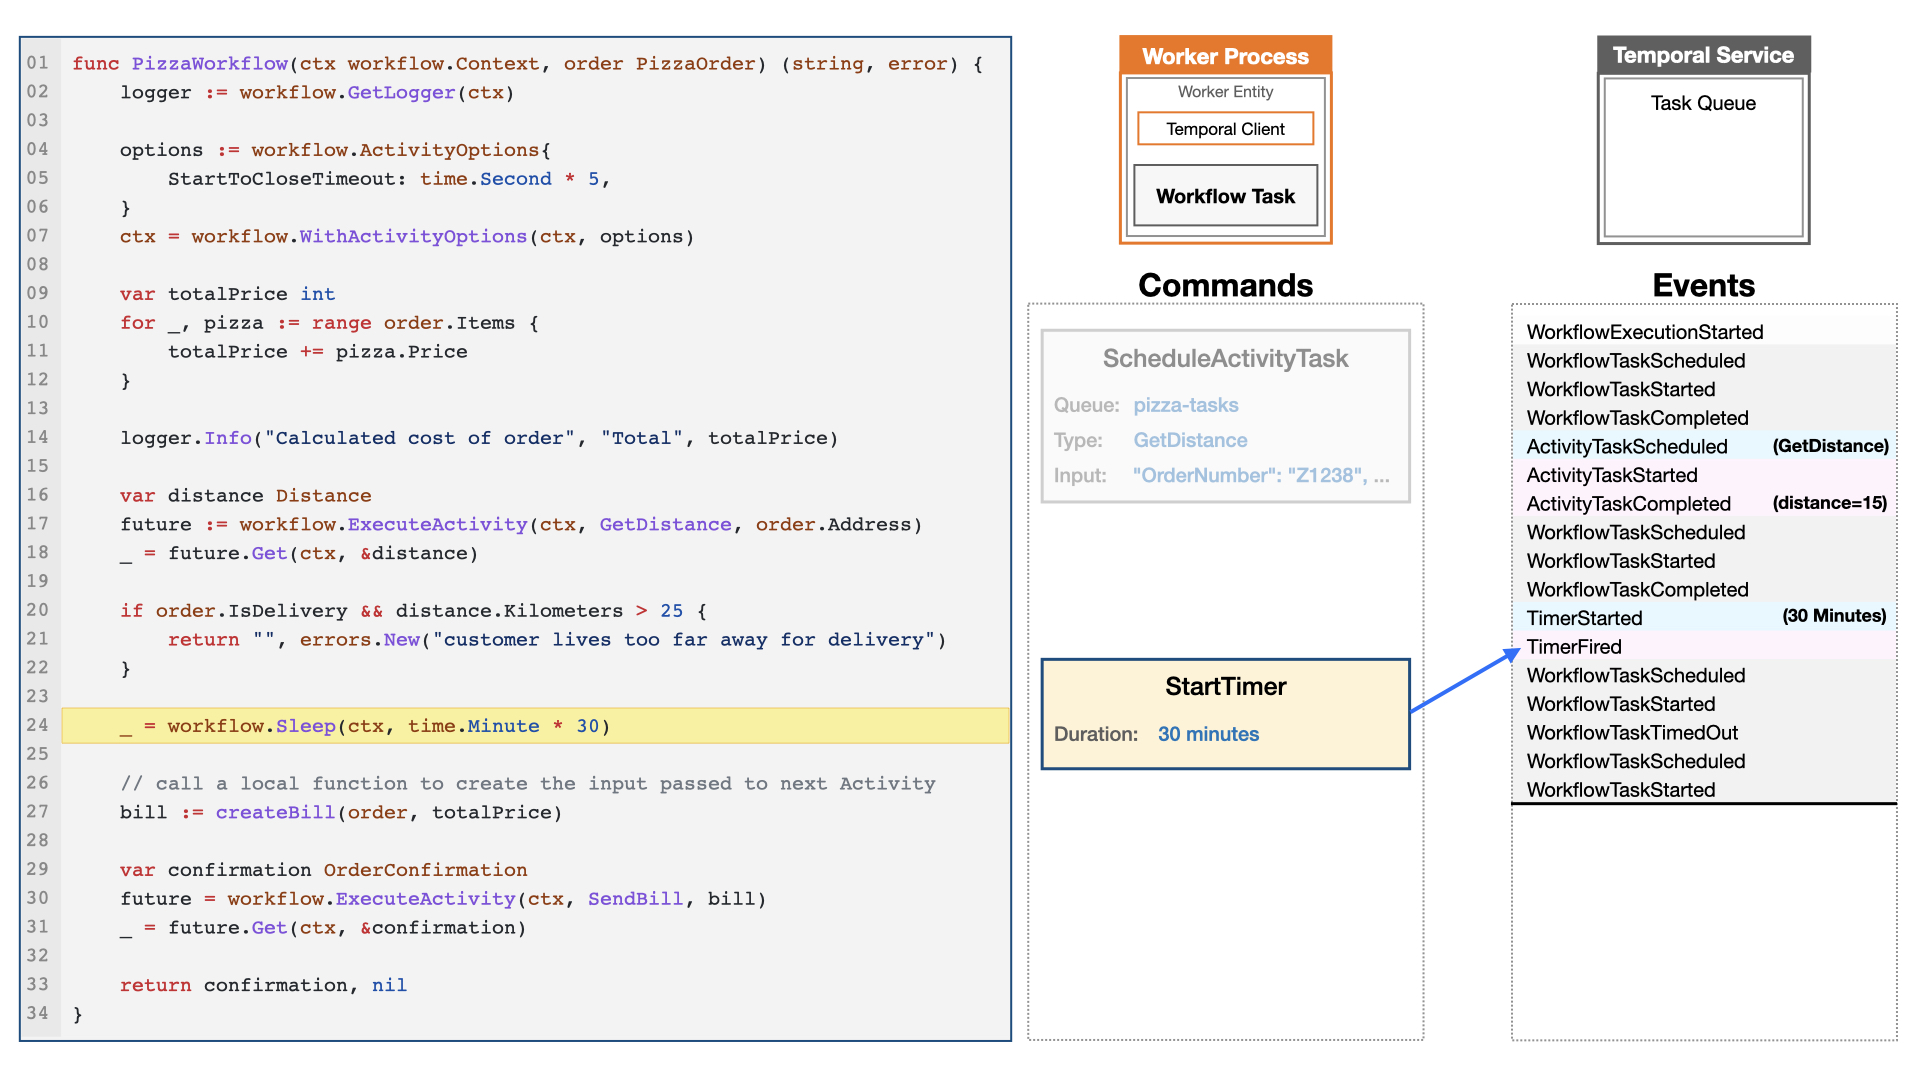 01 func PizzaWorkflow(ctx workflow.Context, order PizzaOrder) (string, error) {
02     logger := workflow.GetLogger(ctx)
03
04     options := workflow.ActivityOptions{
05         StartToCloseTimeout: time.Second * 5,
06     }
07     ctx = workflow.WithActivityOptions(ctx, options)
08
09     var totalPrice int
10     for _, pizza := range order.Items {
11         totalPrice += pizza.Price
12     }
13
14     logger.Info("Calculated cost of order", "Total", totalPrice)
15
16     var distance Distance
17     future := workflow.ExecuteActivity(ctx, GetDistance, order.Address)
18     _ = future.Get(ctx, &distance)
19
20     if order.IsDelivery && distance.Kilometers > 25 {
21         return "", errors.New("customer lives too far away for delivery")
22     }
23
24     _ = workflow.Sleep(ctx, time.Minute * 30)
25
26     // call a local function to create the input passed to next Activity
27     bill := createBill(order, totalPrice)
28
29     var confirmation OrderConfirmation
30     future = workflow.ExecuteActivity(ctx, SendBill, bill)
31     _ = future.Get(ctx, &confirmation)
32
33     return confirmation, nil
34 }
Worker Process
Worker Entity
Temporal Client
Workflow Task
Temporal Service
Task Queue
Commands
ScheduleActivityTask
Queue: pizza-tasks
Type: GetDistance
Input: "OrderNumber": "Z1238", ...
StartTimer
Duration: 30 minutes
Events
WorkflowExecutionStarted
WorkflowTaskScheduled
WorkflowTaskStarted
WorkflowTaskCompleted
ActivityTaskScheduled (GetDistance)
ActivityTaskStarted
ActivityTaskCompleted (distance=15)
WorkflowTaskScheduled
WorkflowTaskStarted
WorkflowTaskCompleted
TimerStarted (30 Minutes)
TimerFired
WorkflowTaskScheduled
WorkflowTaskStarted
WorkflowTaskTimedOut
WorkflowTaskScheduled
WorkflowTaskStarted